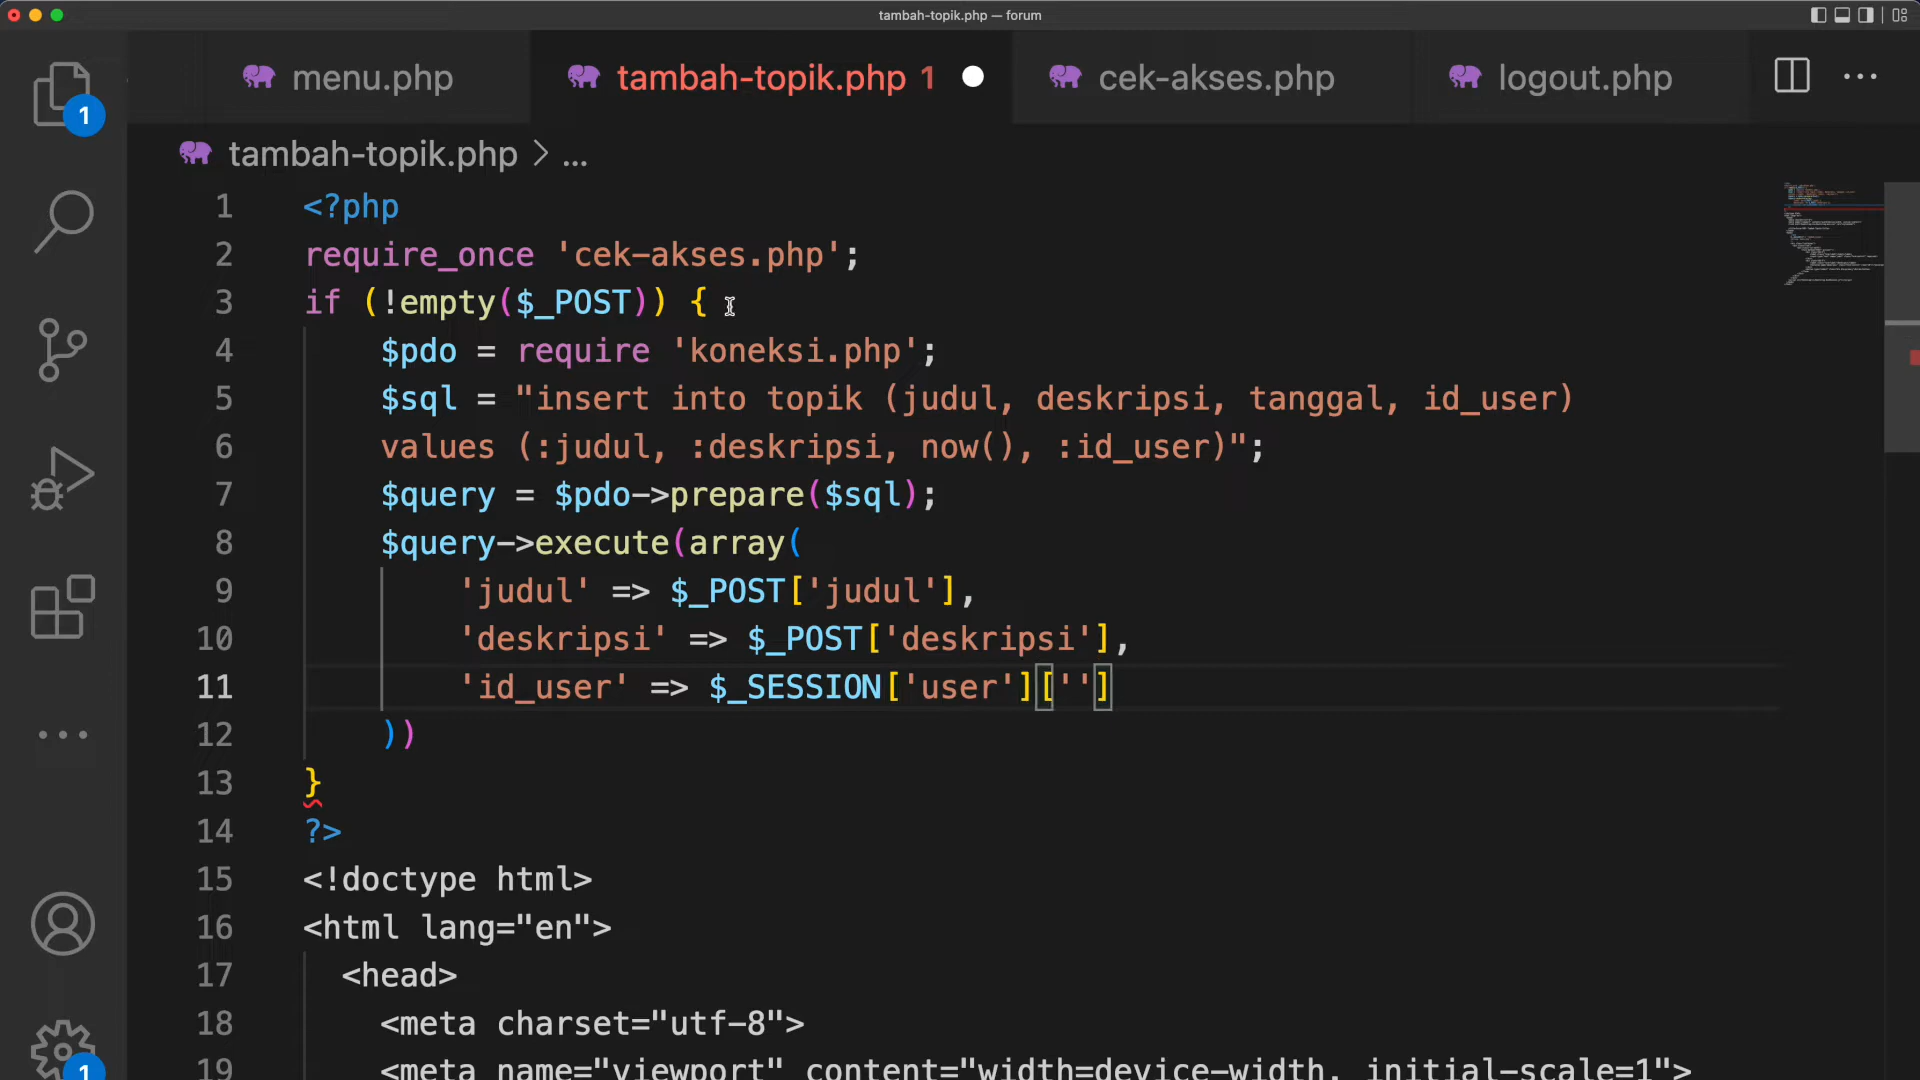 tambah-topik.php — forum
menu.php
tambah-topik.php 1
cek-akses.php
logout.php
1
tambah-topik.php > ...
1 <?php
2 require_once 'cek-akses.php';
3 if (!empty($_POST)) {
4 $pdo = require 'koneksi.php';
5 $sql = "insert into topik (judul, deskripsi, tanggal, id_user)
6 values (:judul, :deskripsi, now(), :id_user)";
7 $query = $pdo->prepare($sql);
8 $query->execute(array(
9 'judul' => $_POST['judul'],
10 'deskripsi' => $_POST['deskripsi'],
11 'id_user' => $_SESSION['user']['']
12 ))
13 }
14 ?>
15 <!doctype html>
16 <html lang="en">
17 <head>
18 <meta charset="utf-8">
19 <meta name="viewport" content="width=device-width, initial-scale=1">
1